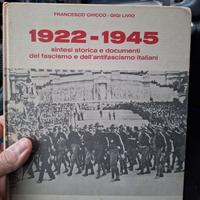 FRANCESCO CHICCO - GIGI LIVIO
1922-1945
sintesi storica e documenti
del fascismo e dell'antifascismo italiani